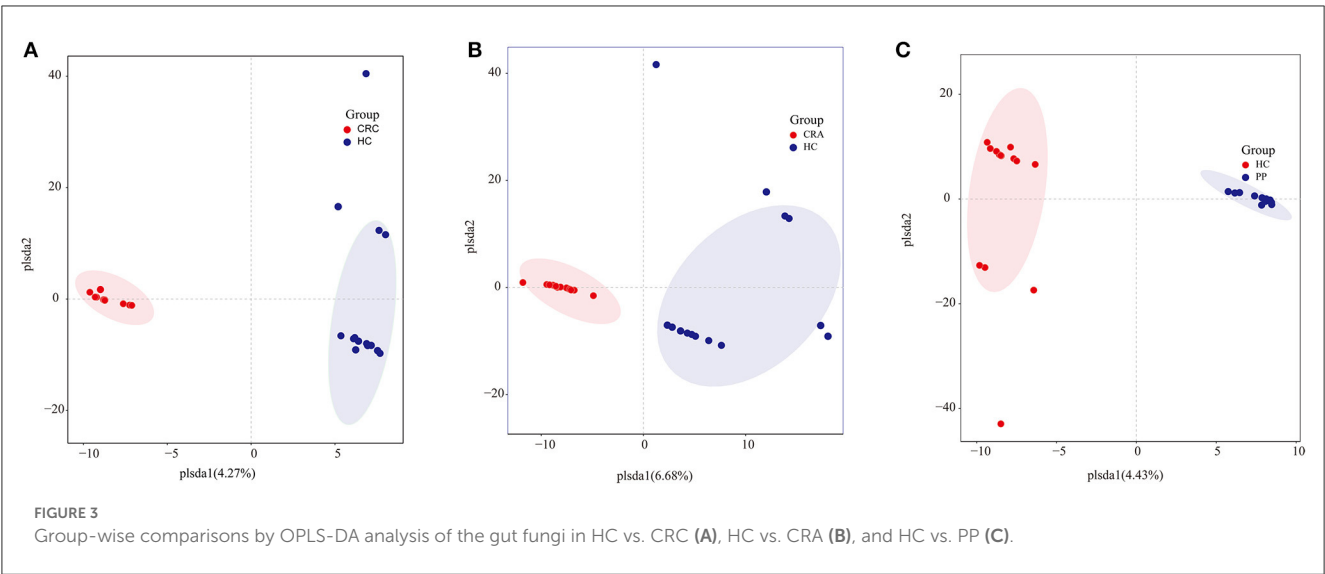 A
40
20
0
−20
plsda2
−10
−5
0
5
plsda1(4.27%)
Group
CRC
HC
B
40
20
0
−20
plsda2
−10
0
10
plsda1(6.68%)
Group
CRA
HC
C
20
0
−20
−40
plsda2
−10
−5
0
5
10
plsda1(4.43%)
Group
HC
PP
FIGURE 3
Group-wise comparisons by OPLS-DA analysis of the gut fungi in HC vs. CRC (A), HC vs. CRA (B), and HC vs. PP (C).